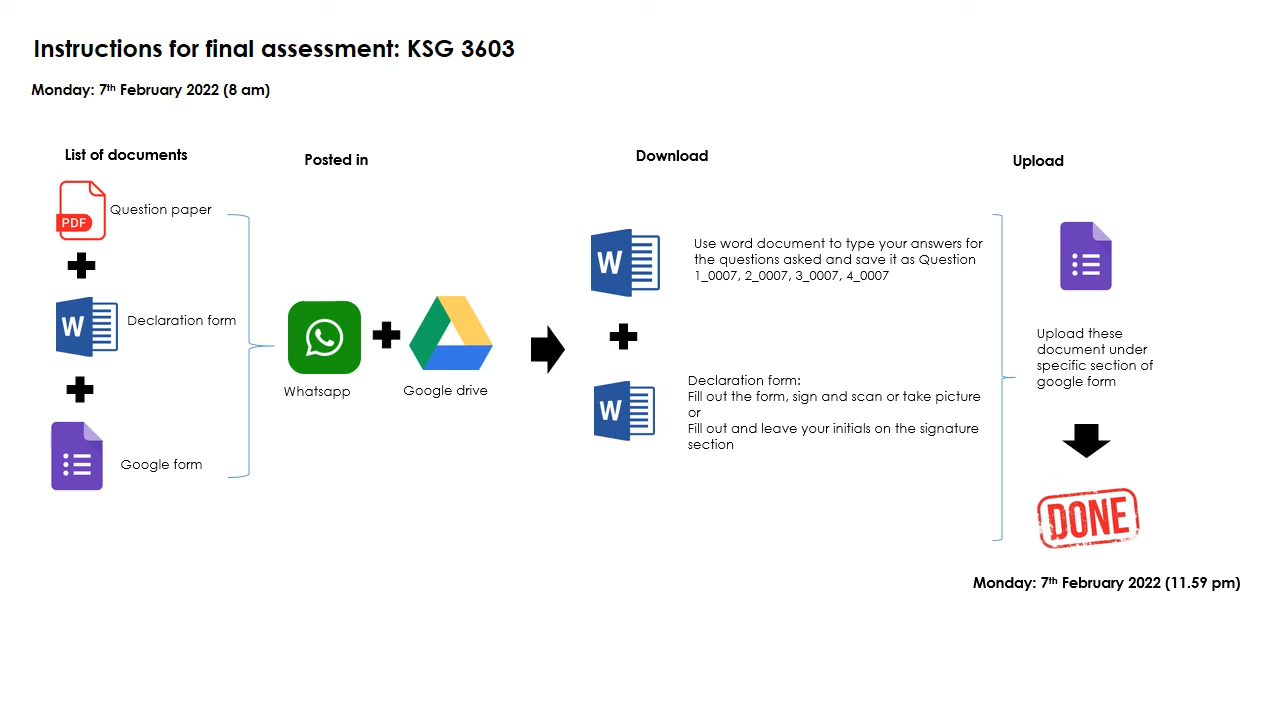 Instructions for final assessment: KSG 3603
Monday: 7th February 2022 (8 am)
List of documents
Posted in
Download
Upload
PDF
Question paper
W
Declaration form
Google form
Whatsapp
Google drive
W
Use word document to type your answers for
the questions asked and save it as Question
1_0007, 2_0007, 3_0007, 4_0007
W
Declaration form:
Fill out the form, sign and scan or take picture
or
Fill out and leave your initials on the signature
section
Upload these
document under
specific section of
google form
DONE
Monday: 7th February 2022 (11.59 pm)